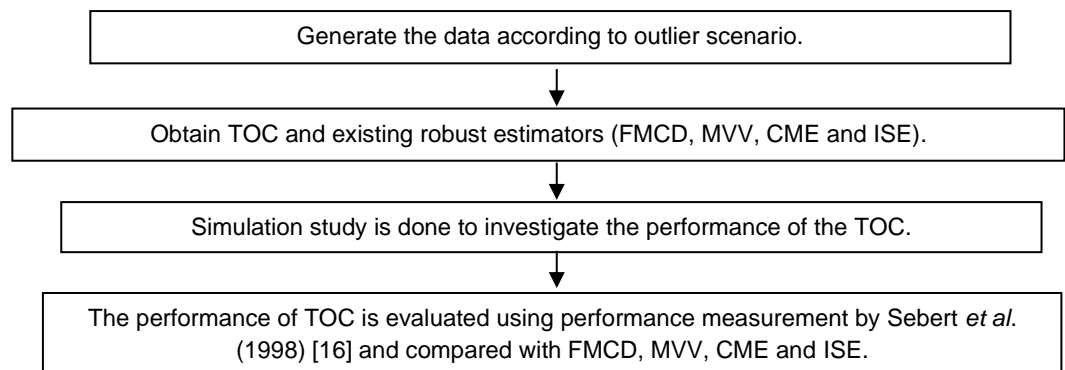 Generate the data according to outlier scenario.
Obtain TOC and existing robust estimators (FMCD, MVV, CME and ISE).
Simulation study is done to investigate the performance of the TOC.
The performance of TOC is evaluated using performance measurement by Sebert et al.
(1998) [16] and compared with FMCD, MVV, CME and ISE.